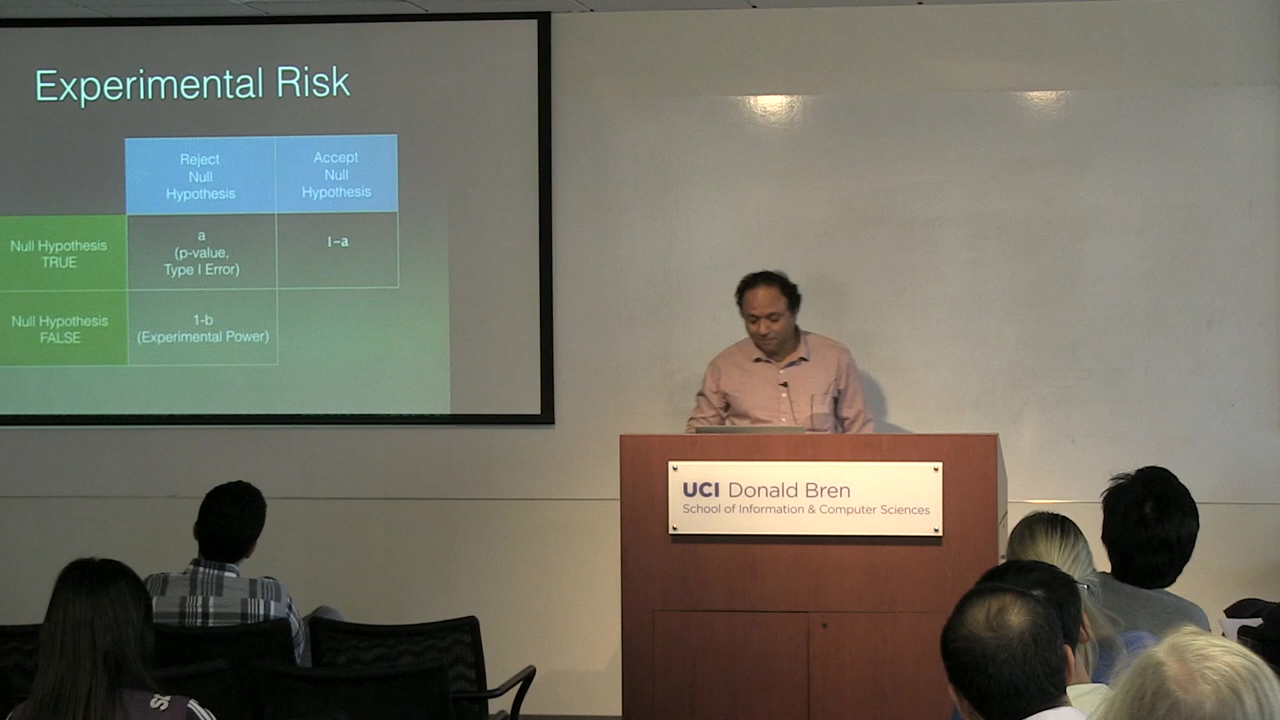 Experimental Risk
Reject
Null
Hypothesis
Accept
Null
Hypothesis
Null Hypothesis
TRUE
a
(p-value,
Type I Error)
1-a
Null Hypothesis
FALSE
1-b
(Experimental Power)
UCI Donald Bren
School of Information & Computer Sciences